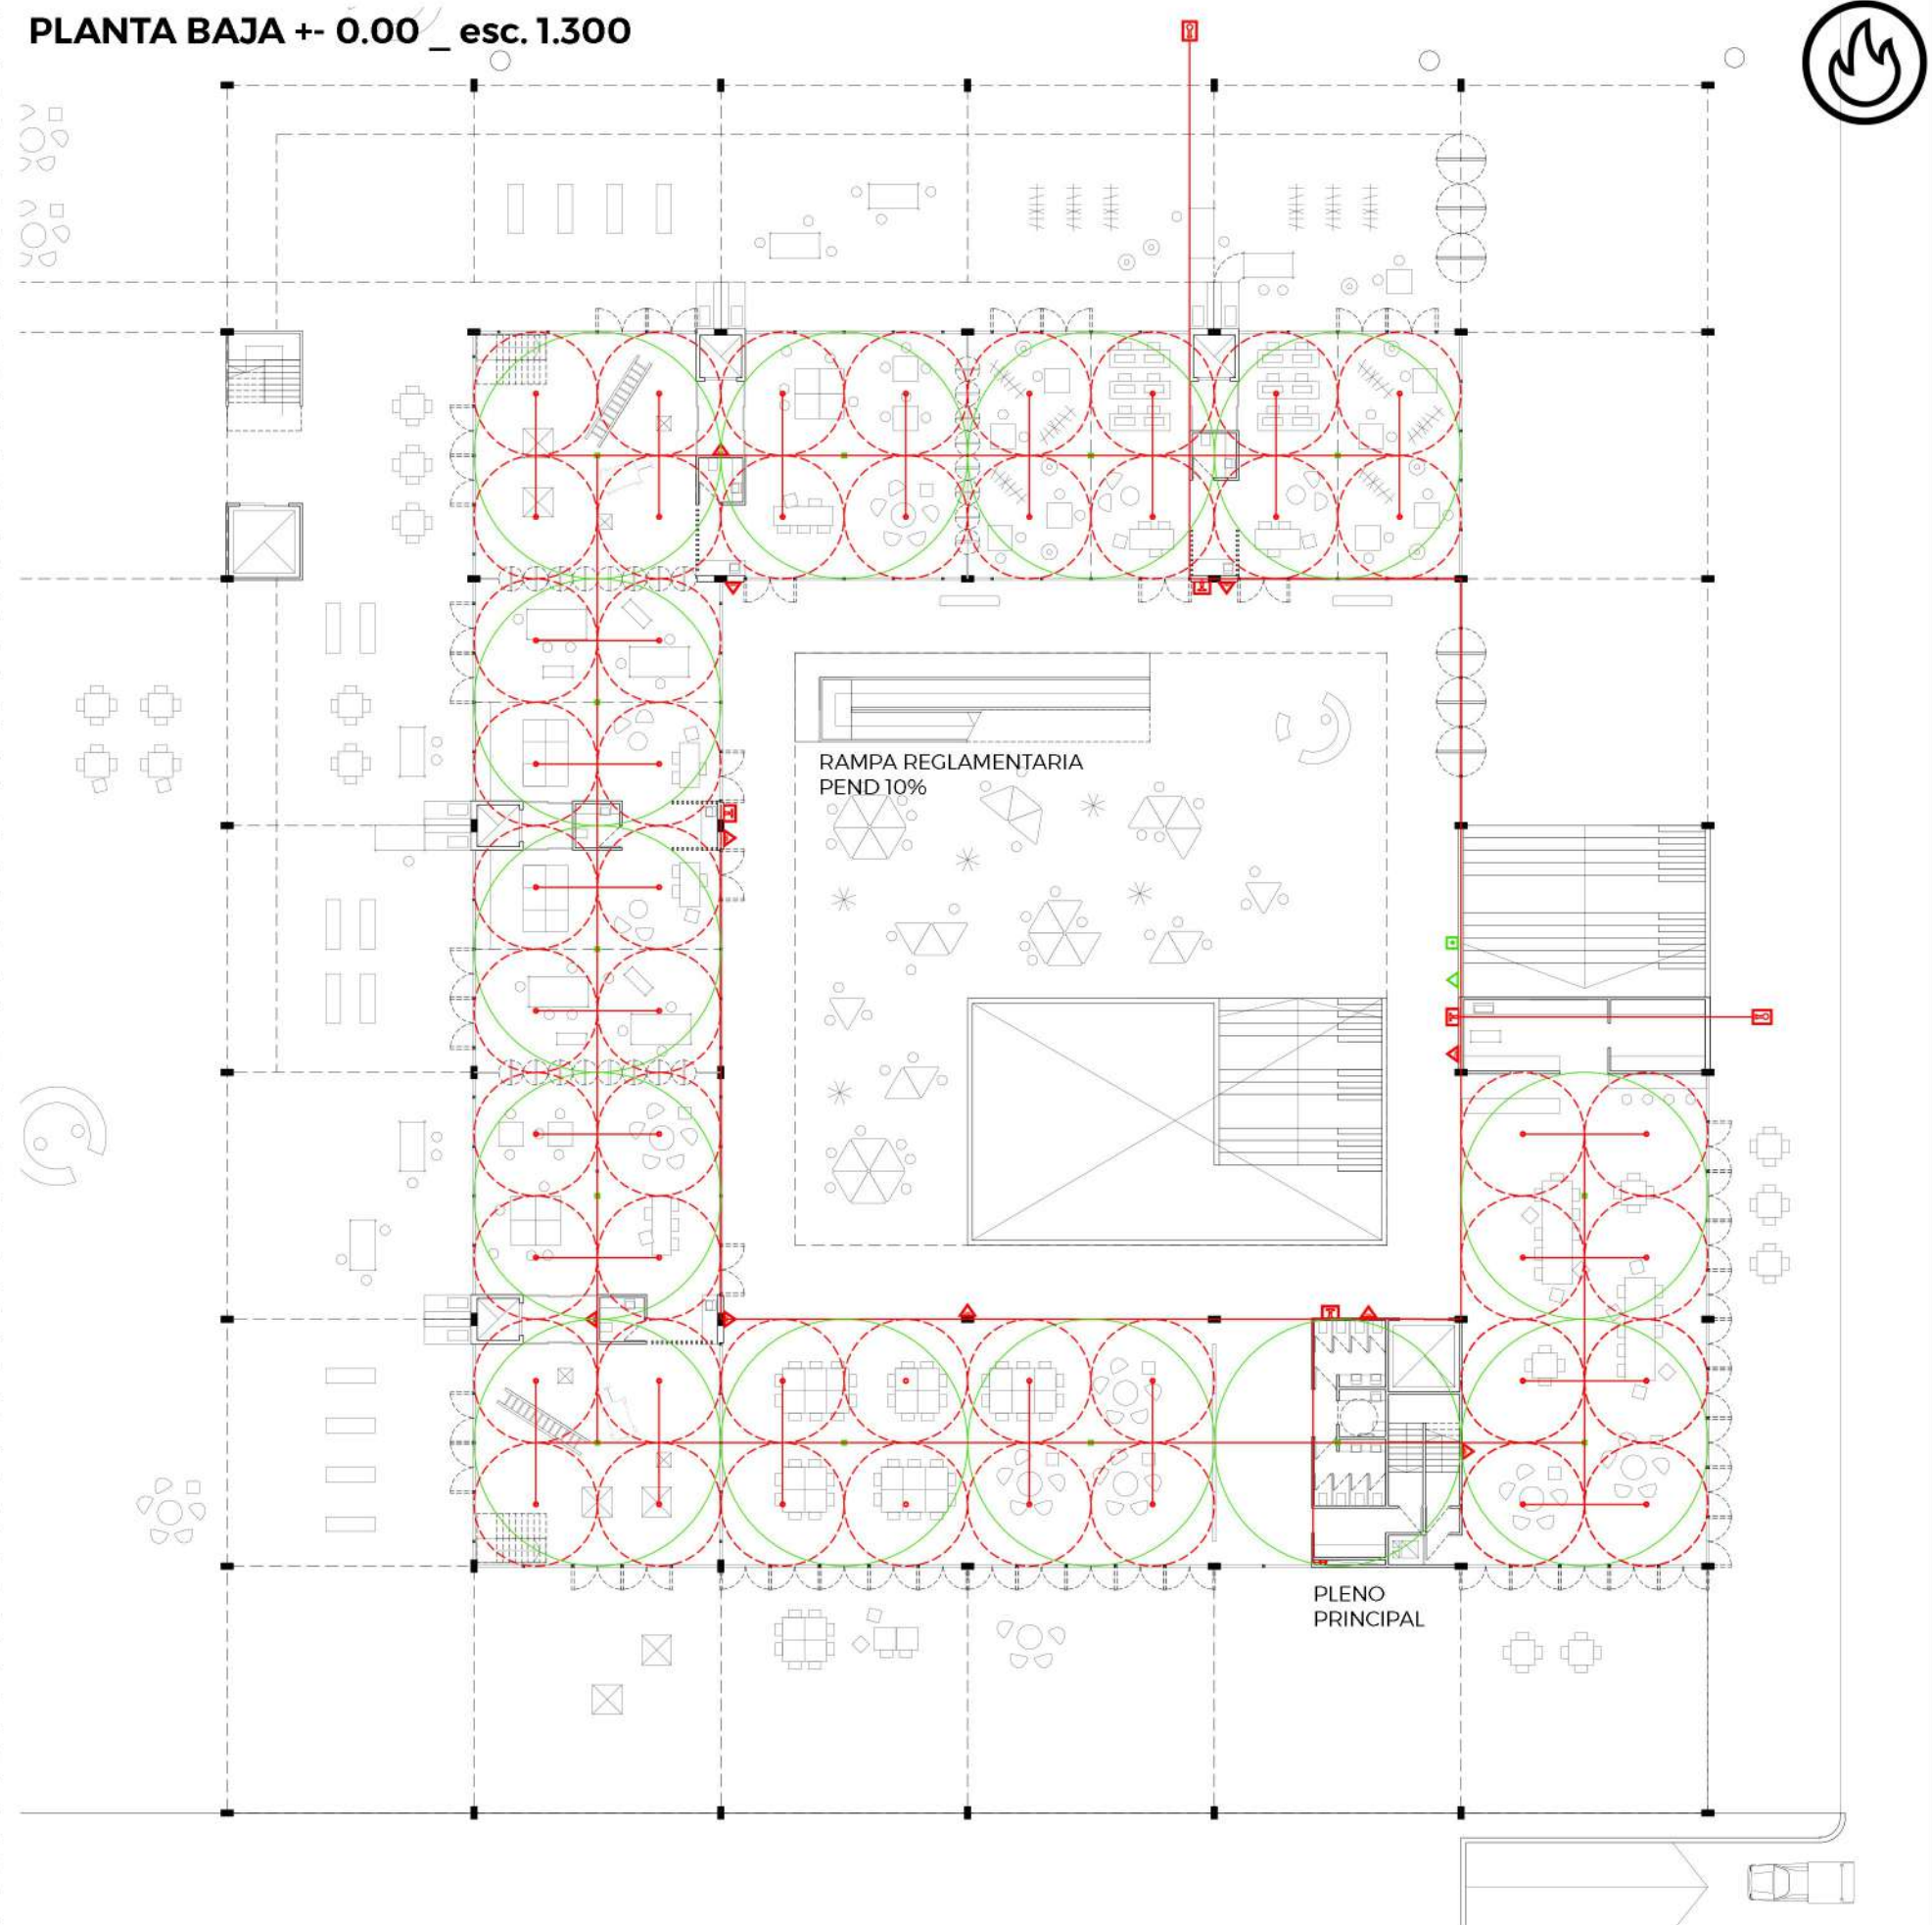 PLANTA BAJA +- 0.00 _ esc. 1.300
RAMPA REGLAMENTARIA
PEND 10%
PLENO
PRINCIPAL